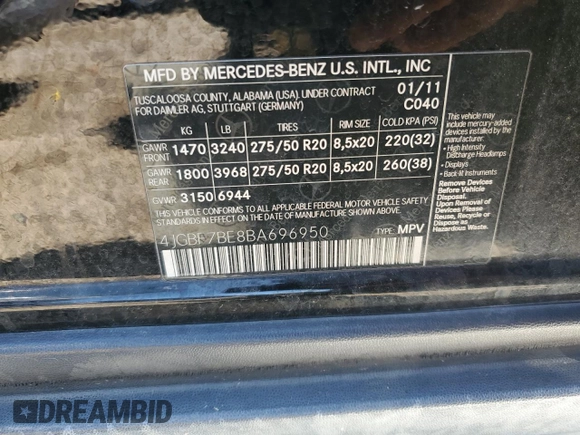 MFD BY MERCEDES-BENZ U.S. INTL., INC
TUSCALOOSA COUNTY, ALABAMA (USA). UNDER CONTRACT
FOR DAIMLER AG, STUTTGART (GERMANY)
01/11
C040
KG LB TIRES RIM SIZE COLD KPA (PSI)
GAWR FRONT 1470 3240 275/50 R20 8,5x20 220(32)
GAWR REAR 1800 3968 275/50 R20 8,5x20 260(38)
GVWR 3150 6944
THIS VEHICLE CONFORMS TO ALL APPLICABLE FEDERAL MOTOR VEHICLE SAFETY
STANDARDS IN EFFECT ON THE DATE OF MANUFACTURE SHOWN ABOVE.
4JGBF7BE8BA696950 TYPE: MPV
This vehicle may
include mercury-added
devices installed
by the manufacturer:
• High Intensity
Discharge Headlamps
• Displays
• Back-lit Instruments
Remove Devices
Before Vehicle
Disposal.
Upon Removal of
Devices Please
Reuse, Recycle
or Dispose as
Hazardous Waste.
DREAMBID